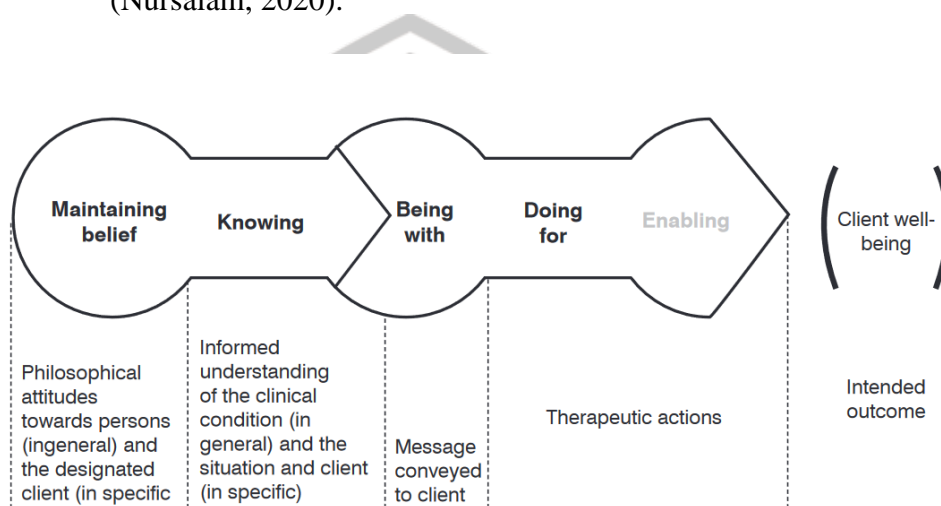 (Nursalam, 2020).
Maintaining
belief
Knowing
Being
with
Doing
for
Enabling
Client well-
being
Philosophical
attitudes
towards persons
(ingeneral) and
the designated
client (in specific
Informed
understanding
of the clinical
condition (in
general) and the
situation and client
(in specific)
Message
conveyed
to client
Therapeutic actions
Intended
outcome